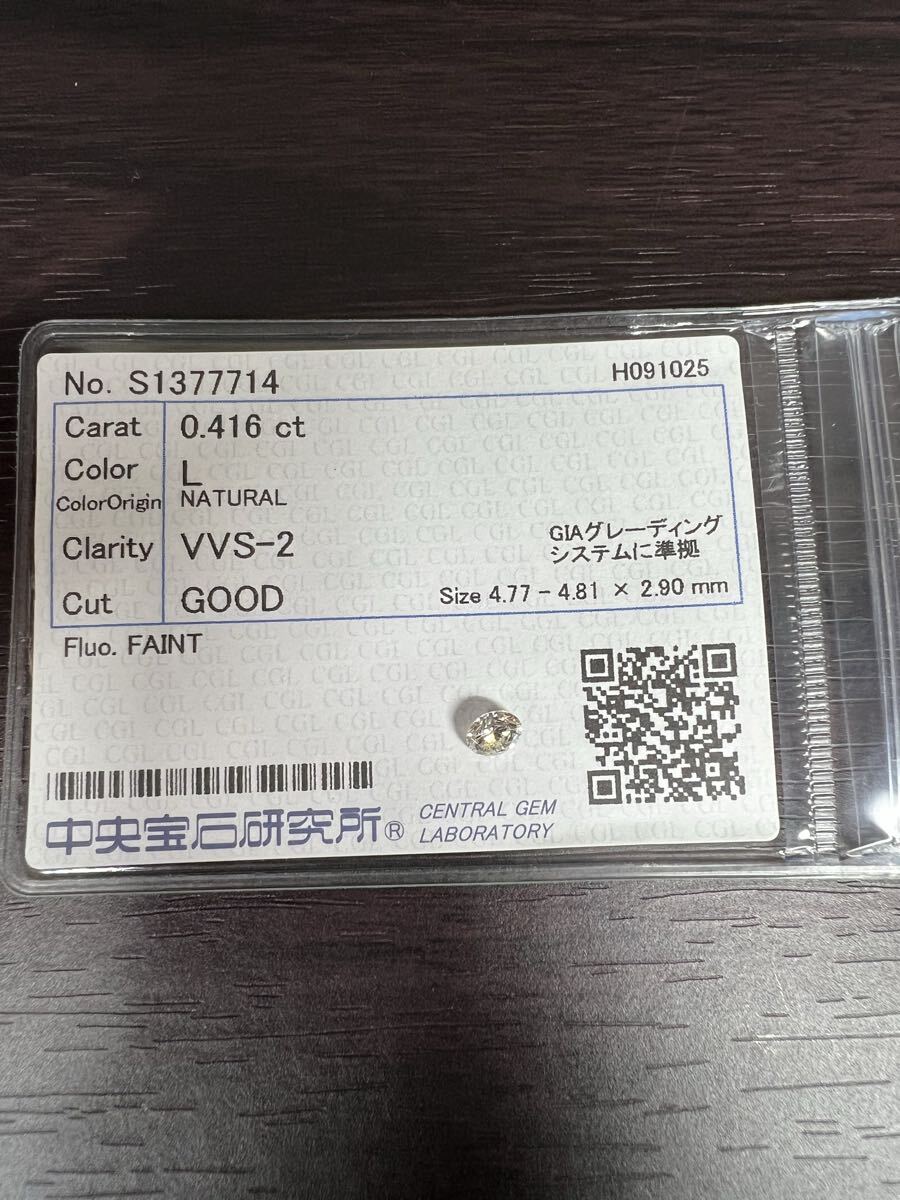 No. S1377714 H091025
Carat 0.416 ct
Color L
ColorOrigin NATURAL
Clarity VVS-2
GIAグレーディング
システムに準拠
Cut GOOD Size 4.77 - 4.81 × 2.90 mm
Fluo. FAINT
中央宝石研究所® CENTRAL GEM
LABORATORY